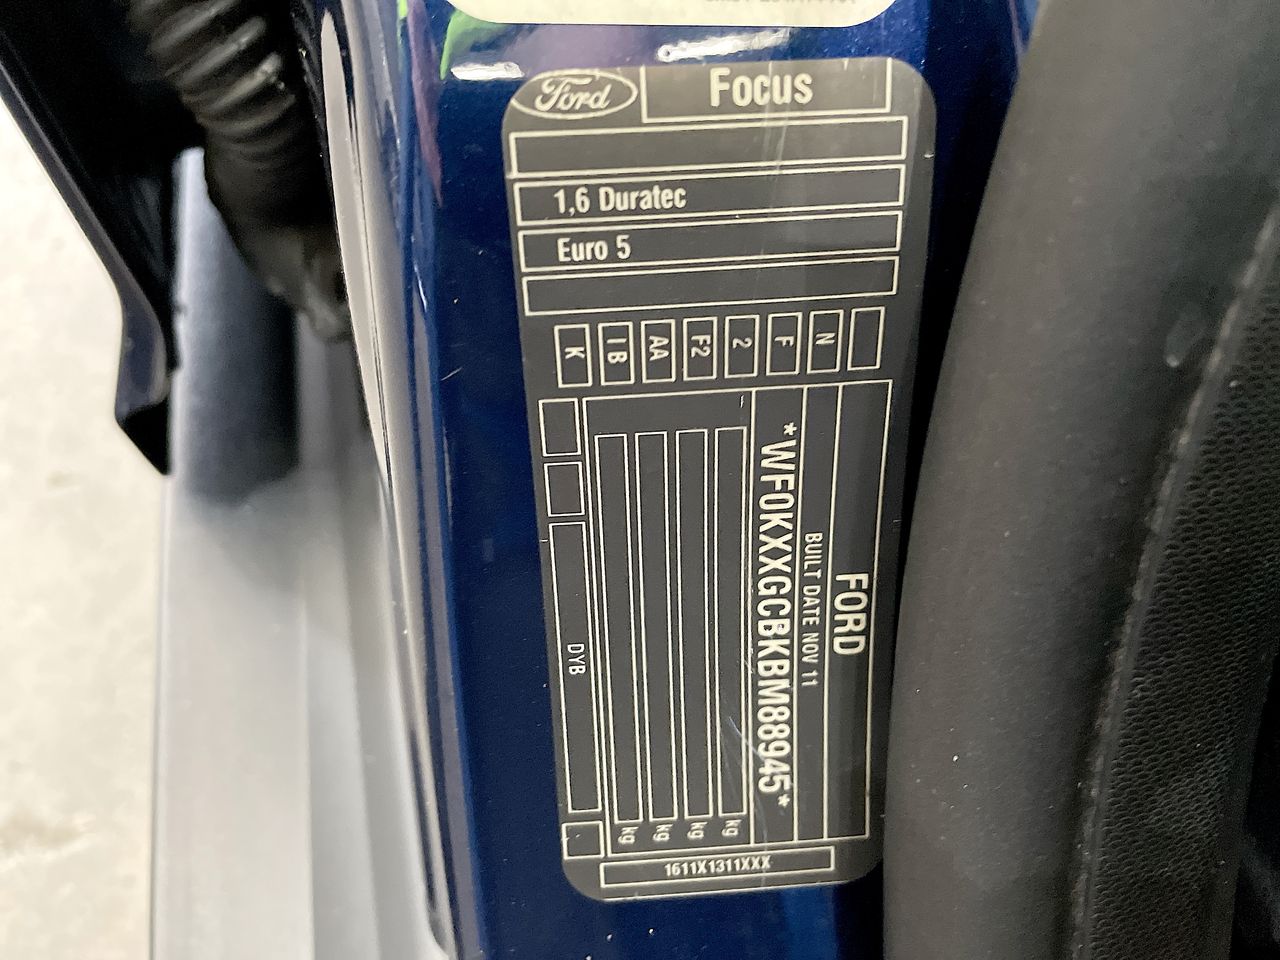 Ford
Focus
1,6 Duratec
Euro 5
K
1B
AA
F2
2
F
N
FORD
BUILT DATE NOV 11
*WF0KXXGCBKBM88945*
kg
kg
kg
kg
DYB
1611X1311XXX